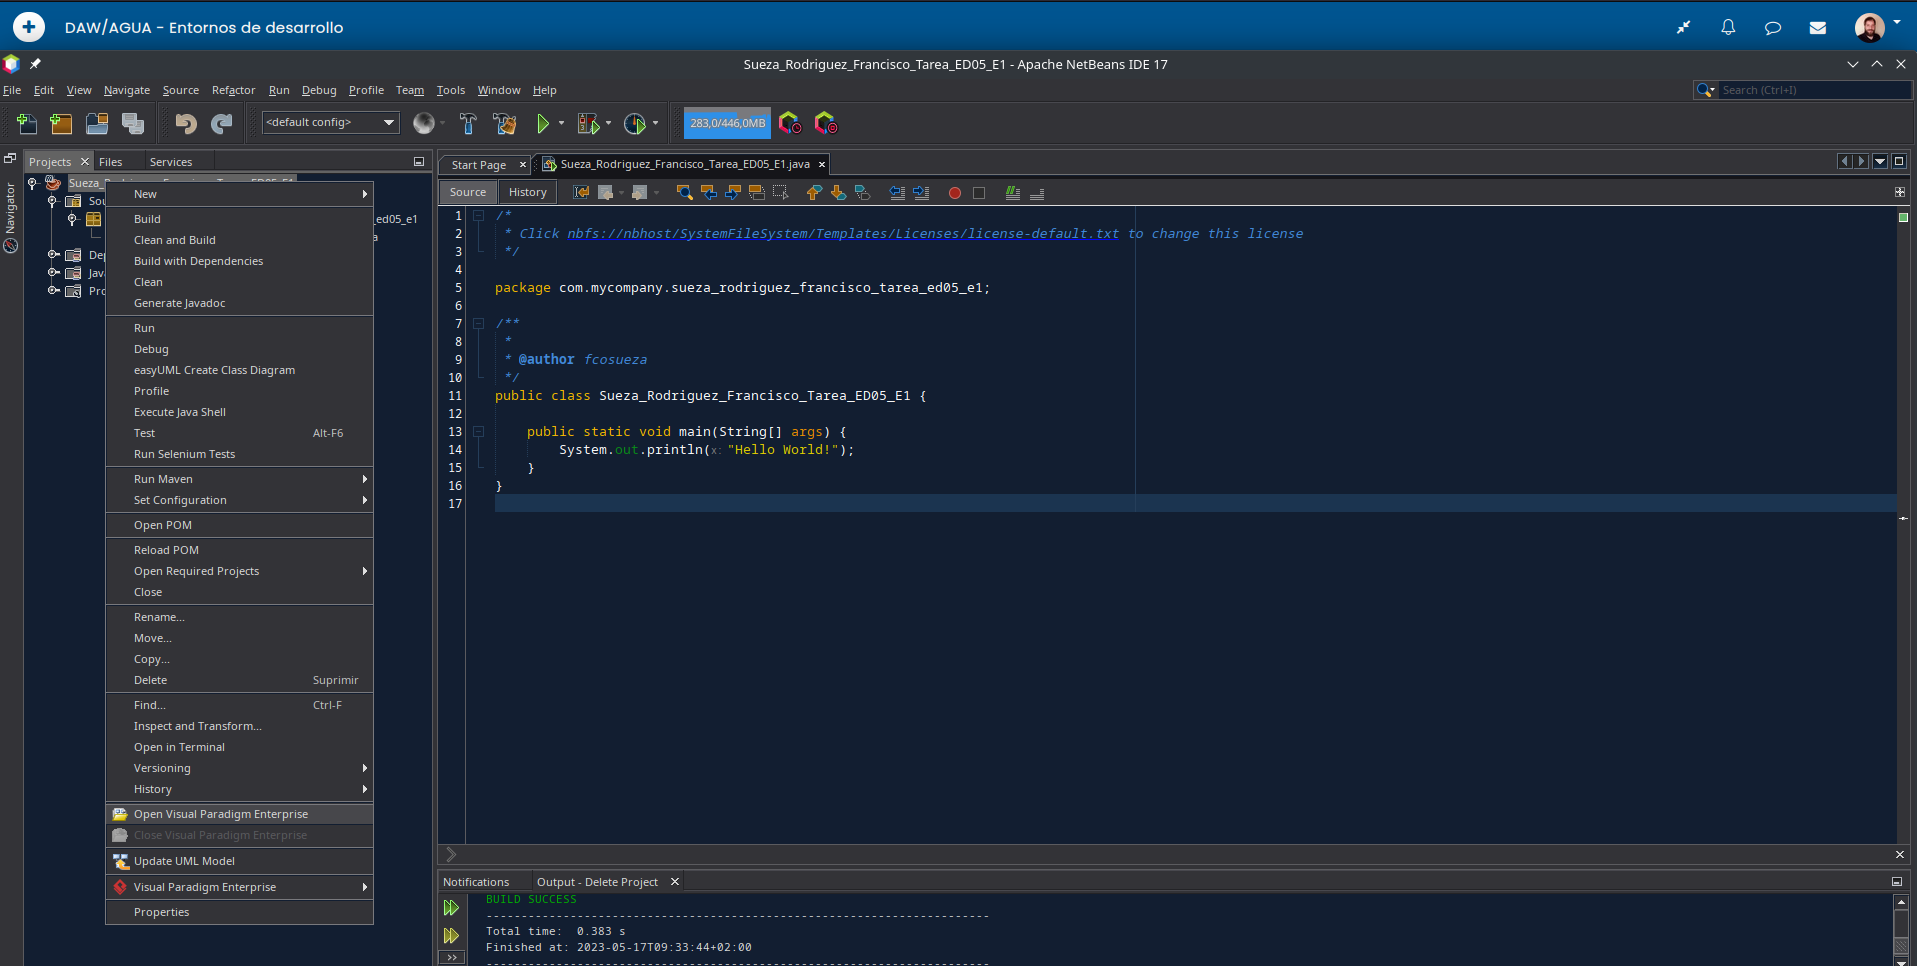 DAW/AGUA - Entornos de desarrollo
Sueza_Rodriguez_Francisco_Tarea_ED05_E1 - Apache NetBeans IDE 17
File Edit View Navigate Source Refactor Run Debug Profile Team Tools Window Help
Search (Ctrl+I)
<default config>
283,0/446,0MB
Projects Files Services
Navigator
Sou
ed05_e1
a
Dep
Java
Pro
New
Build
Clean and Build
Build with Dependencies
Clean
Generate Javadoc
Run
Debug
easyUML Create Class Diagram
Profile
Execute Java Shell
Test Alt-F6
Run Selenium Tests
Run Maven
Set Configuration
Open POM
Reload POM
Open Required Projects
Close
Rename...
Move...
Copy...
Delete Suprimir
Find... Ctrl-F
Inspect and Transform...
Open in Terminal
Versioning
History
Open Visual Paradigm Enterprise
Close Visual Paradigm Enterprise
Update UML Model
Visual Paradigm Enterprise
Properties
Start Page Sueza_Rodriguez_Francisco_Tarea_ED05_E1.java
Source History
1 /*
2 * Click nbfs://nbhost/SystemFileSystem/Templates/Licenses/license-default.txt to change this license
3 */
4
5 package com.mycompany.sueza_rodriguez_francisco_tarea_ed05_e1;
6
7 /**
8 *
9 * @author fcosueza
10 */
11 public class Sueza_Rodriguez_Francisco_Tarea_ED05_E1 {
12
13 public static void main(String[] args) {
14 System.out.println(x: "Hello World!");
15 }
16 }
17
Notifications Output - Delete Project
BUILD SUCCESS
------------------------------------------------------------------------
Total time: 0.383 s
Finished at: 2023-05-17T09:33:44+02:00
------------------------------------------------------------------------